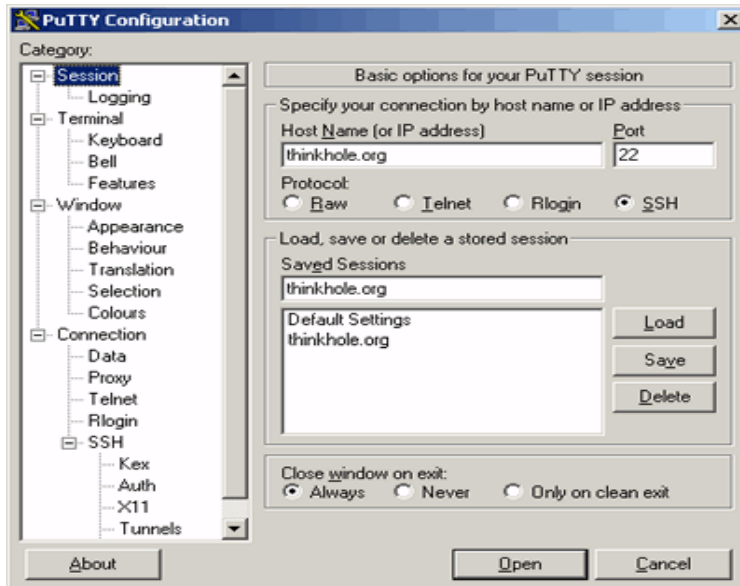 PuTTY Configuration
Category:
Session
Logging
Terminal
Keyboard
Bell
Features
Window
Appearance
Behaviour
Translation
Selection
Colours
Connection
Data
Proxy
Telnet
Rlogin
SSH
Kex
Auth
X11
Tunnels
Basic options for your PuTTY session
Specify your connection by host name or IP address
Host Name (or IP address) Port
thinkhole.org 22
Protocol:
Raw Telnet Rlogin SSH
Load, save or delete a stored session
Saved Sessions
thinkhole.org
Default Settings
thinkhole.org
Load
Save
Delete
Close window on exit:
Always Never Only on clean exit
About Open Cancel